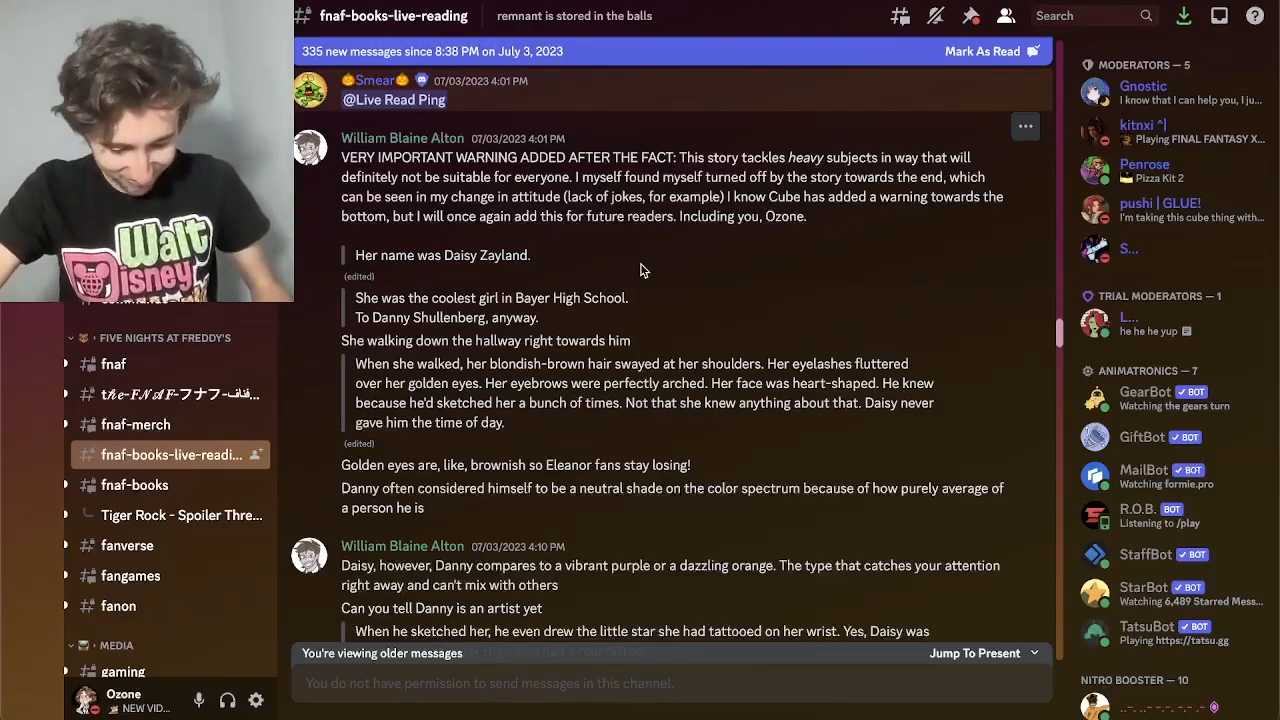 Walt
Disney
fnaf-books-live-reading
remnant is stored in the balls
Search
335 new messages since 8:38 PM on July 3, 2023
Mark As Read
🎃Smear🎃 07/03/2023 4:01 PM
@Live Read Ping
William Blaine Alton 07/03/2023 4:01 PM
VERY IMPORTANT WARNING ADDED AFTER THE FACT: This story tackles heavy subjects in way that will
definitely not be suitable for everyone. I myself found myself turned off by the story towards the end, which
can be seen in my change in attitude (lack of jokes, for example) I know Cube has added a warning towards the
bottom, but I will once again add this for future readers. Including you, Ozone.
Her name was Daisy Zayland.
(edited)
She was the coolest girl in Bayer High School.
To Danny Shullenberg, anyway.
She walking down the hallway right towards him
When she walked, her blondish-brown hair swayed at her shoulders. Her eyelashes fluttered
over her golden eyes. Her eyebrows were perfectly arched. Her face was heart-shaped. He knew
because he'd sketched her a bunch of times. Not that she knew anything about that. Daisy never
gave him the time of day.
(edited)
Golden eyes are, like, brownish so Eleanor fans stay losing!
Danny often considered himself to be a neutral shade on the color spectrum because of how purely average of
a person he is
William Blaine Alton 07/03/2023 4:10 PM
Daisy, however, Danny compares to a vibrant purple or a dazzling orange. The type that catches your attention
right away and can't mix with others
Can you tell Danny is an artist yet
When he sketched her, he even drew the little star she had tattooed on her wrist. Yes, Daisy was
You're viewing older messages
Jump To Present
You do not have permission to send messages in this channel.
FIVE NIGHTS AT FREDDY'S
fnaf
the-FNAF-フナフ-فناف...
fnaf-merch
fnaf-books-live-readi...
fnaf-books
Tiger Rock - Spoiler Thre...
fanverse
fangames
fanon
MEDIA
gaming
Ozone
NEW VID...
MODERATORS — 5
Gnostic
I know that I can help you, I ju...
kitnxi ^|
Playing FINAL FANTASY X...
Penrose
Pizza Kit 2
pushi | GLUE!
I'm taking this cube thing with...
S...
TRIAL MODERATORS — 1
L...
he he he yup
ANIMATRONICS — 7
GearBot ✓ BOT
Watching the gears turn
GiftBot ✓ BOT
MailBot ✓ BOT
Watching formie.pro
R.O.B. BOT
Listening to /play
StaffBot ✓ BOT
StarBot ✓ BOT
Watching 6,489 Starred Mess...
TatsuBot ✓ BOT
Playing https://tatsu.gg
NITRO BOOSTER — 10